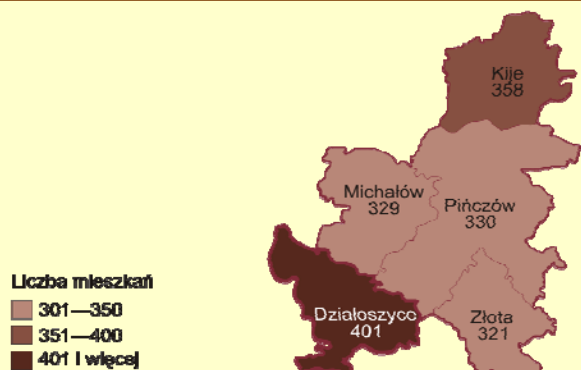 Kije
358
Michałów
329
Pińczów
330
Działoszyce
401
Złota
321
Liczba mieszkań
301—350
351—400
401 i więcej